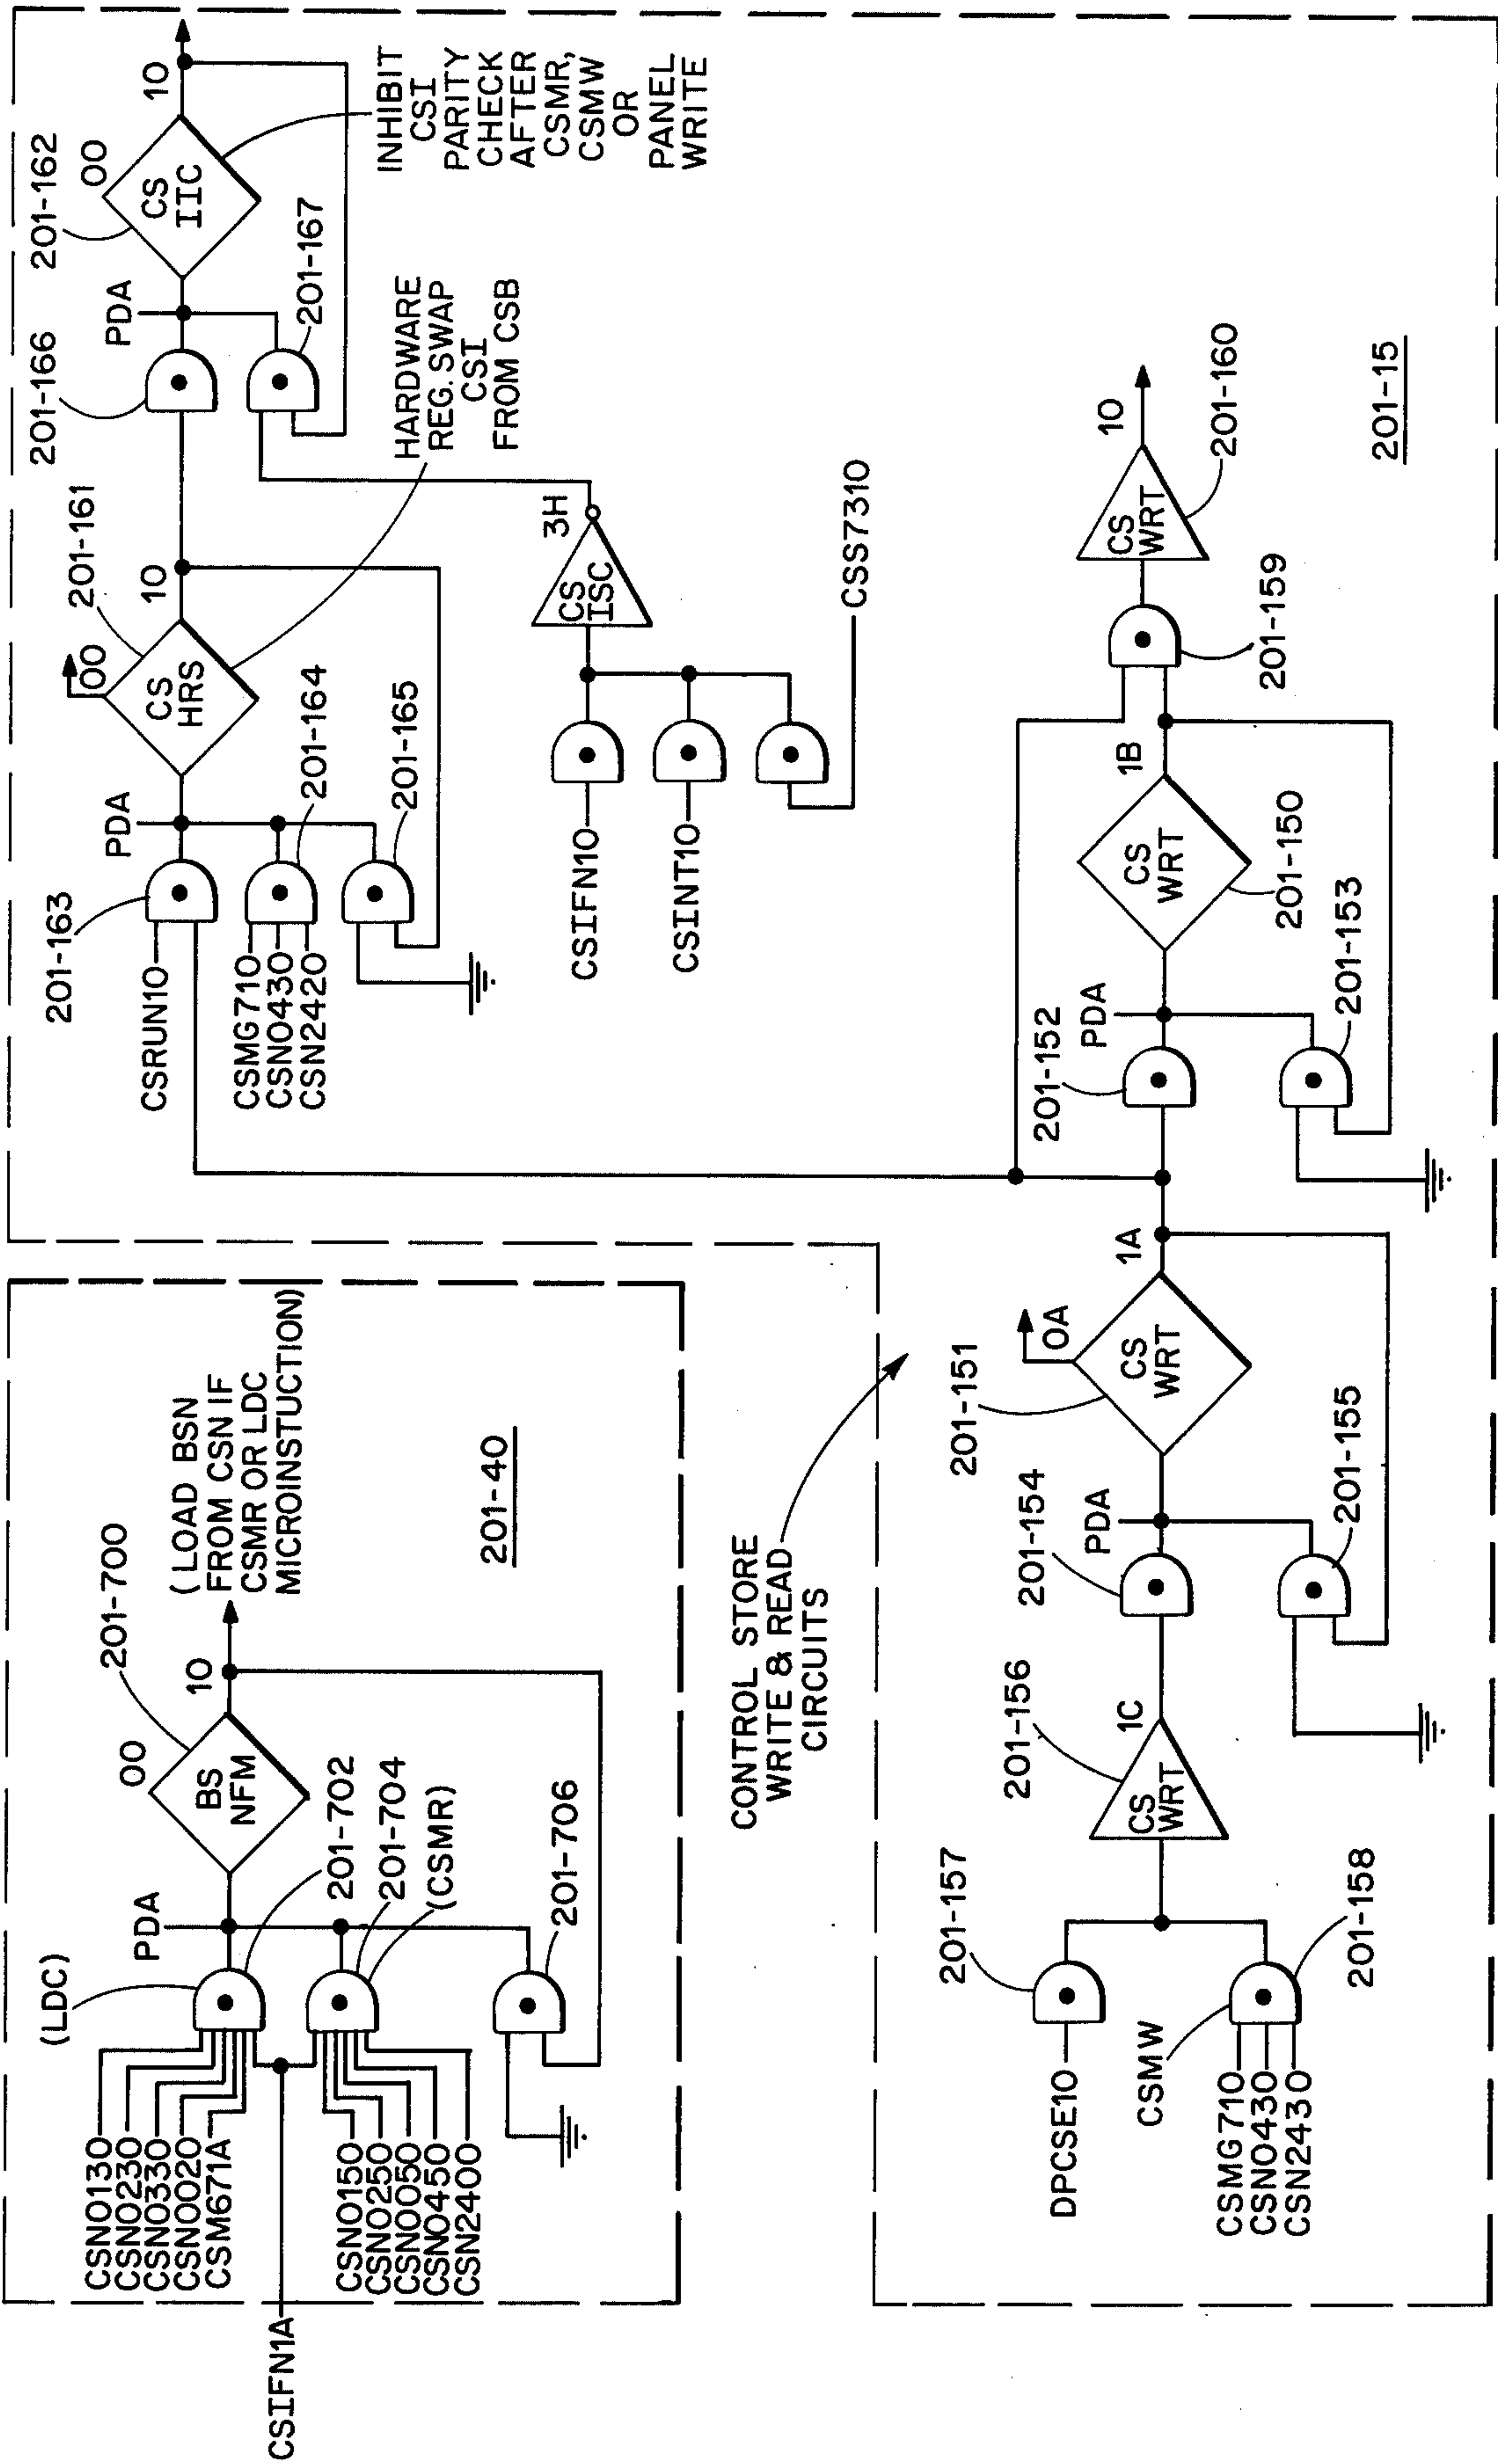 CSIFN1A
CSN0130
CSN0230
CSN0330
CSN0020
CSM671A
CSN0150
CSN0250
CSN0050
CSN0450
CSN2400
(LDC)
PDA
201-702
201-704
(CSMR)
201-706
BS
NFM
00
10
201-700
(LOAD BSN
FROM CSN IF
CSMR OR LDC
MICROINSTUCTION)
201-40
CONTROL STORE
WRITE & READ
CIRCUITS
DPCSE10
CSMW
CSMG710
CSN0430
CSN2430
201-157
201-158
201-156
CS
WRT
1C
201-154
PDA
201-155
201-151
CS
WRT
0A
1A
201-152
PDA
201-153
CS
WRT
1B
201-150
201-159
CS
WRT
10
201-160
201-15
CSRUN10
CSMG710
CSN0430
CSN2420
201-163
PDA
201-164
201-165
CS
HRS
00
10
201-161
HARDWARE
REG. SWAP
CSI
FROM CSB
CSIFN10
CSINT10
CSS7310
CS
ISC
3H
201-166
PDA
201-167
CS
IIC
00
10
201-162
INHIBIT
CSI
PARITY
CHECK
AFTER
CSMR,
CSMW
OR
PANEL
WRITE